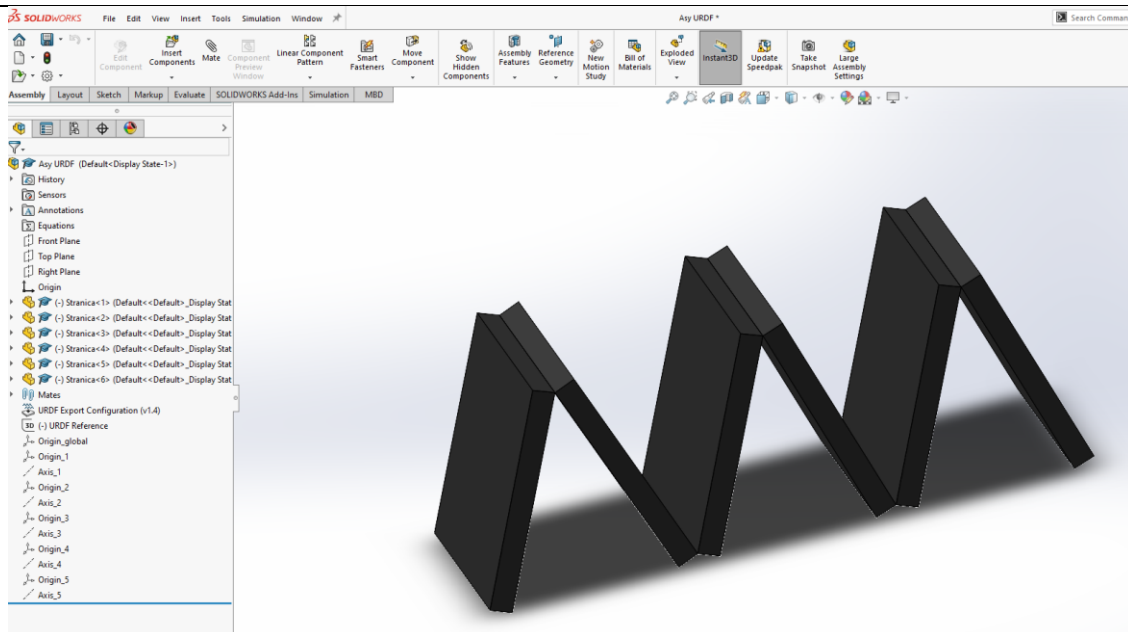 SOLIDWORKS File Edit View Insert Tools Simulation Window Asy URDF * Search Comman
Edit Component
Insert Components
Mate
Component Preview Window
Linear Component Pattern
Smart Fasteners
Move Component
Show Hidden Components
Assembly Features
Reference Geometry
New Motion Study
Bill of Materials
Exploded View
Instant3D
Update Speedpak
Take Snapshot
Large Assembly Settings
Assembly Layout Sketch Markup Evaluate SOLIDWORKS Add-Ins Simulation MBD
Asy URDF (Default<Display State-1>)
History
Sensors
Annotations
Equations
Front Plane
Top Plane
Right Plane
Origin
(-) Stranica<1> (Default<<Default>_Display Stat
(-) Stranica<2> (Default<<Default>_Display Stat
(-) Stranica<3> (Default<<Default>_Display Stat
(-) Stranica<4> (Default<<Default>_Display Stat
(-) Stranica<5> (Default<<Default>_Display Stat
(-) Stranica<6> (Default<<Default>_Display Stat
Mates
URDF Export Configuration (v1.4)
3D (-) URDF Reference
Origin_global
Origin_1
Axis_1
Origin_2
Axis_2
Origin_3
Axis_3
Origin_4
Axis_4
Origin_5
Axis_5